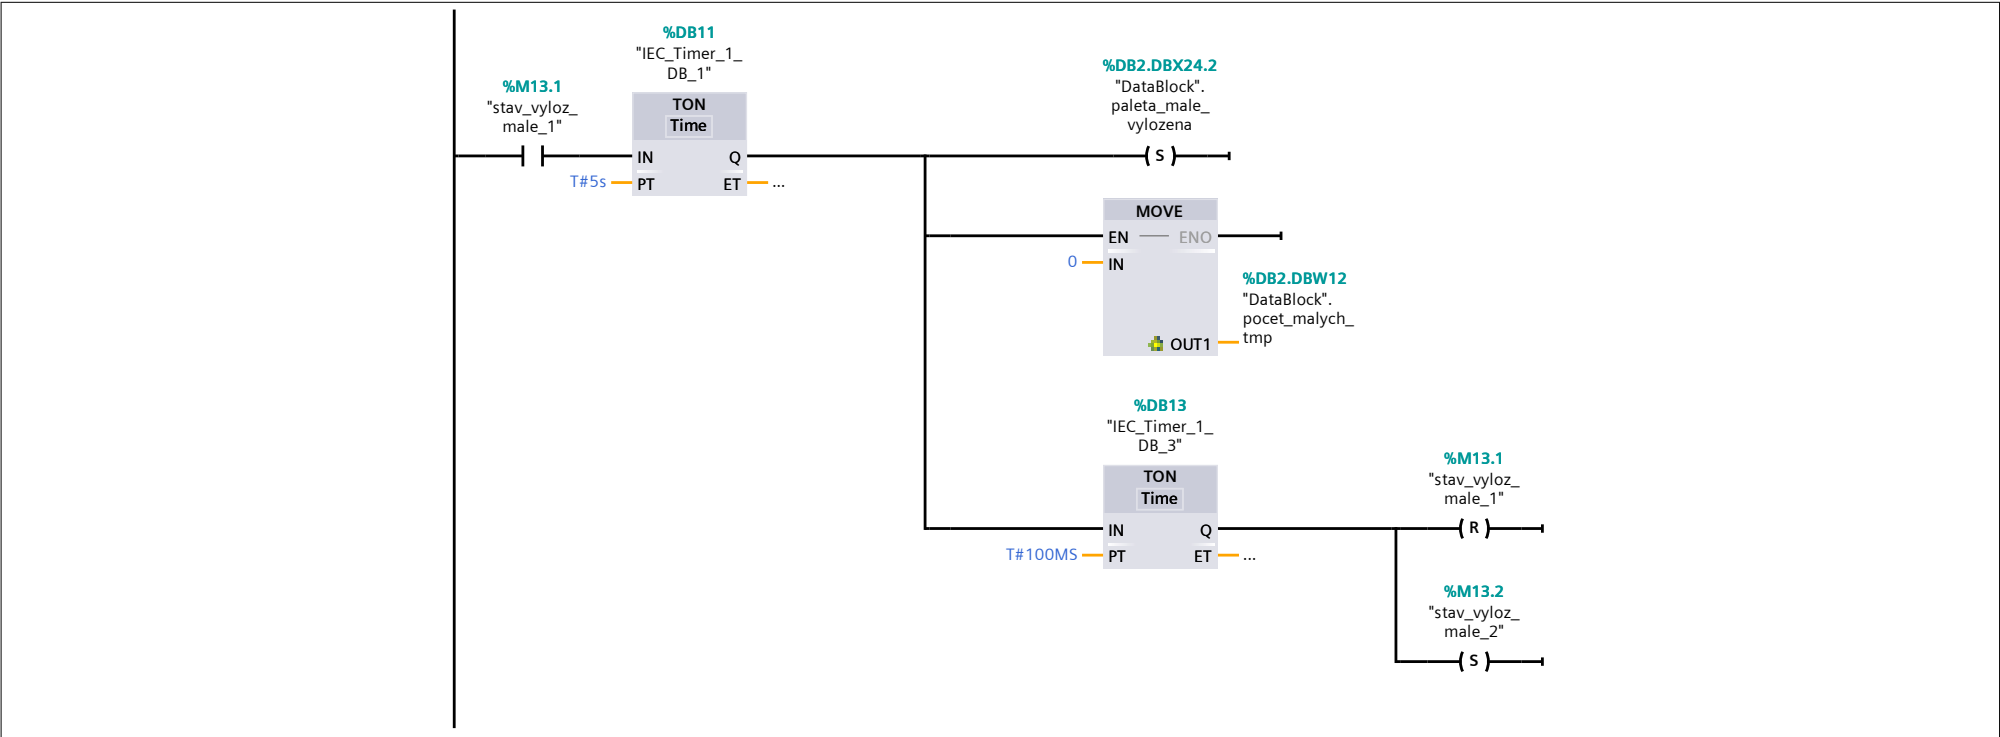 %DB11
"IEC_Timer_1_
DB_1"
%M13.1
"stav_vyloz_
male_1"
TON
Time
IN
Q
T#5s
PT
ET
...
%DB2.DBX24.2
"DataBlock".
paleta_male_
vylozena
S
MOVE
EN
ENO
0
IN
OUT1
%DB2.DBW12
"DataBlock".
pocet_malych_
tmp
%DB13
"IEC_Timer_1_
DB_3"
TON
Time
IN
Q
T#100MS
PT
ET
...
%M13.1
"stav_vyloz_
male_1"
R
%M13.2
"stav_vyloz_
male_2"
S